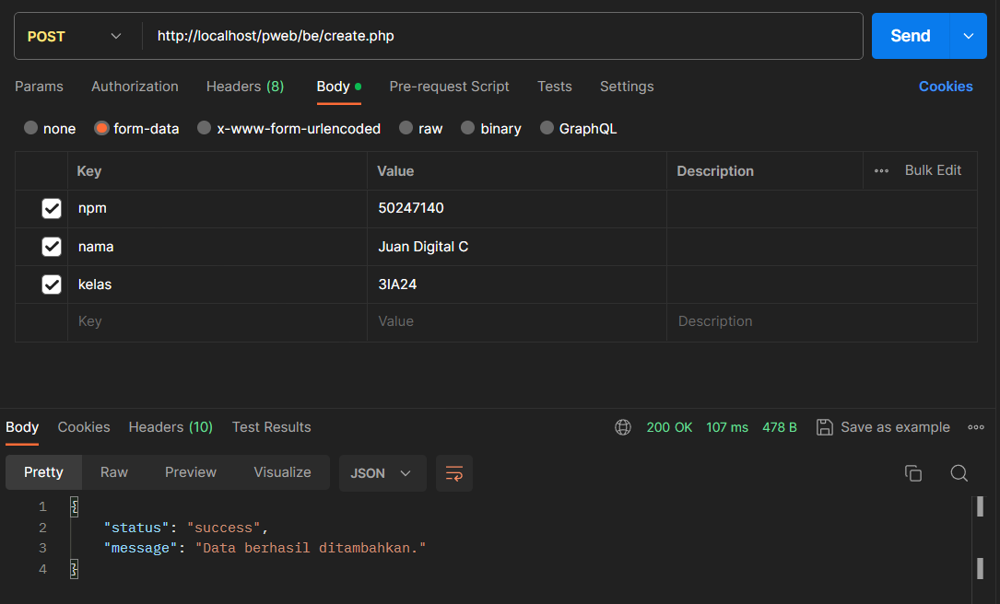 POST http://localhost/pweb/be/create.php Send
Params Authorization Headers (8) Body Pre-request Script Tests Settings Cookies
none form-data x-www-form-urlencoded raw binary GraphQL
Key Value Description ••• Bulk Edit
npm 50247140
nama Juan Digital C
kelas 3IA24
Key Value Description
Body Cookies Headers (10) Test Results 200 OK 107 ms 478 B Save as example
Pretty Raw Preview Visualize JSON
1 {
2 "status": "success",
3 "message": "Data berhasil ditambahkan."
4 }